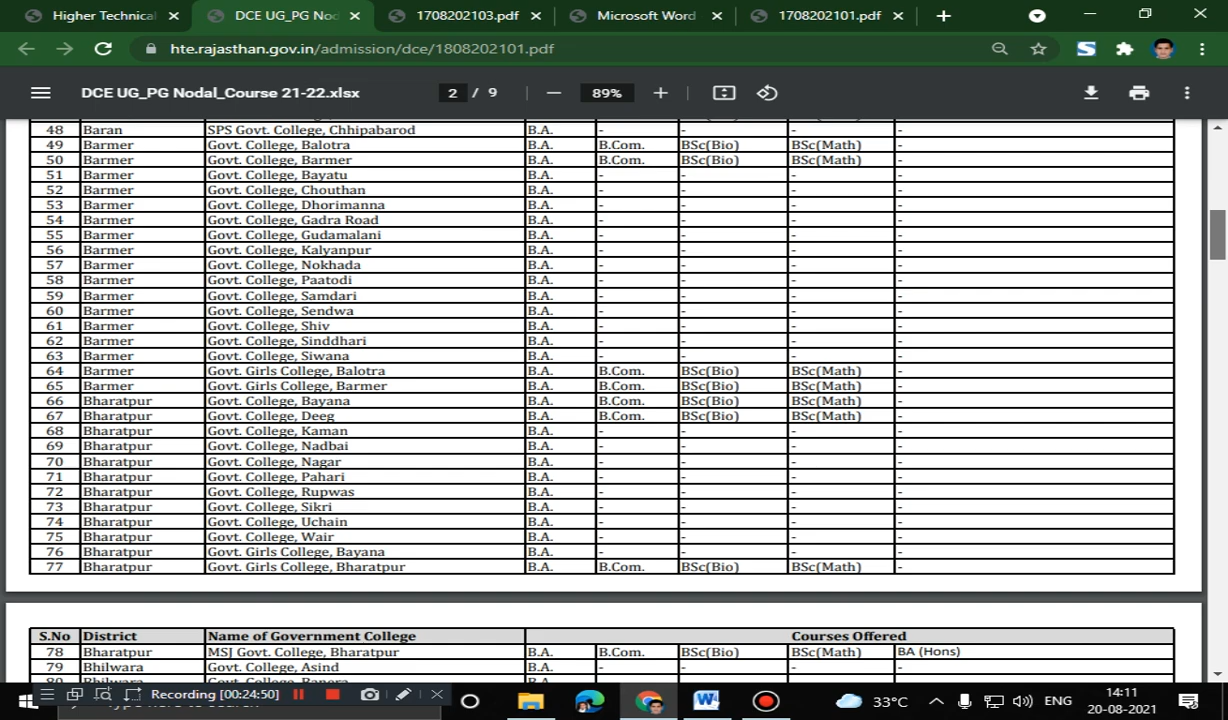 Higher Technical
DCE UG_PG Nod
1708202103.pdf
Microsoft Word
1708202101.pdf
hte.rajasthan.gov.in/admission/dce/1808202101.pdf
DCE UG_PG Nodal_Course 21-22.xlsx 2 / 9 89%
48 Baran SPS Govt. College, Chhipabarod B.A. - - - -
49 Barmer Govt. College, Balotra B.A. B.Com. BSc(Bio) BSc(Math) -
50 Barmer Govt. College, Barmer B.A. B.Com. BSc(Bio) BSc(Math) -
51 Barmer Govt. College, Bayatu B.A. - - - -
52 Barmer Govt. College, Chouthan B.A. - - - -
53 Barmer Govt. College, Dhorimanna B.A. - - - -
54 Barmer Govt. College, Gadra Road B.A. - - - -
55 Barmer Govt. College, Gudamalani B.A. - - - -
56 Barmer Govt. College, Kalyanpur B.A. - - - -
57 Barmer Govt. College, Nokhada B.A. - - - -
58 Barmer Govt. College, Paatodi B.A. - - - -
59 Barmer Govt. College, Samdari B.A. - - - -
60 Barmer Govt. College, Sendwa B.A. - - - -
61 Barmer Govt. College, Shiv B.A. - - - -
62 Barmer Govt. College, Sinddhari B.A. - - - -
63 Barmer Govt. College, Siwana B.A. - - - -
64 Barmer Govt. Girls College, Balotra B.A. B.Com. BSc(Bio) BSc(Math) -
65 Barmer Govt. Girls College, Barmer B.A. B.Com. BSc(Bio) BSc(Math) -
66 Bharatpur Govt. College, Bayana B.A. B.Com. BSc(Bio) BSc(Math) -
67 Bharatpur Govt. College, Deeg B.A. B.Com. BSc(Bio) BSc(Math) -
68 Bharatpur Govt. College, Kaman B.A. - - - -
69 Bharatpur Govt. College, Nadbai B.A. - - - -
70 Bharatpur Govt. College, Nagar B.A. - - - -
71 Bharatpur Govt. College, Pahari B.A. - - - -
72 Bharatpur Govt. College, Rupwas B.A. - - - -
73 Bharatpur Govt. College, Sikri B.A. - - - -
74 Bharatpur Govt. College, Uchain B.A. - - - -
75 Bharatpur Govt. College, Wair B.A. - - - -
76 Bharatpur Govt. Girls College, Bayana B.A. - - - -
77 Bharatpur Govt. Girls College, Bharatpur B.A. B.Com. BSc(Bio) BSc(Math) -
S.No District Name of Government College Courses Offered
78 Bharatpur MSJ Govt. College, Bharatpur B.A. B.Com. BSc(Bio) BSc(Math) BA (Hons)
79 Bhilwara Govt. College, Asind B.A. - - - -
Recording [00:24:50]
33°C ENG 14:11
20-08-2021